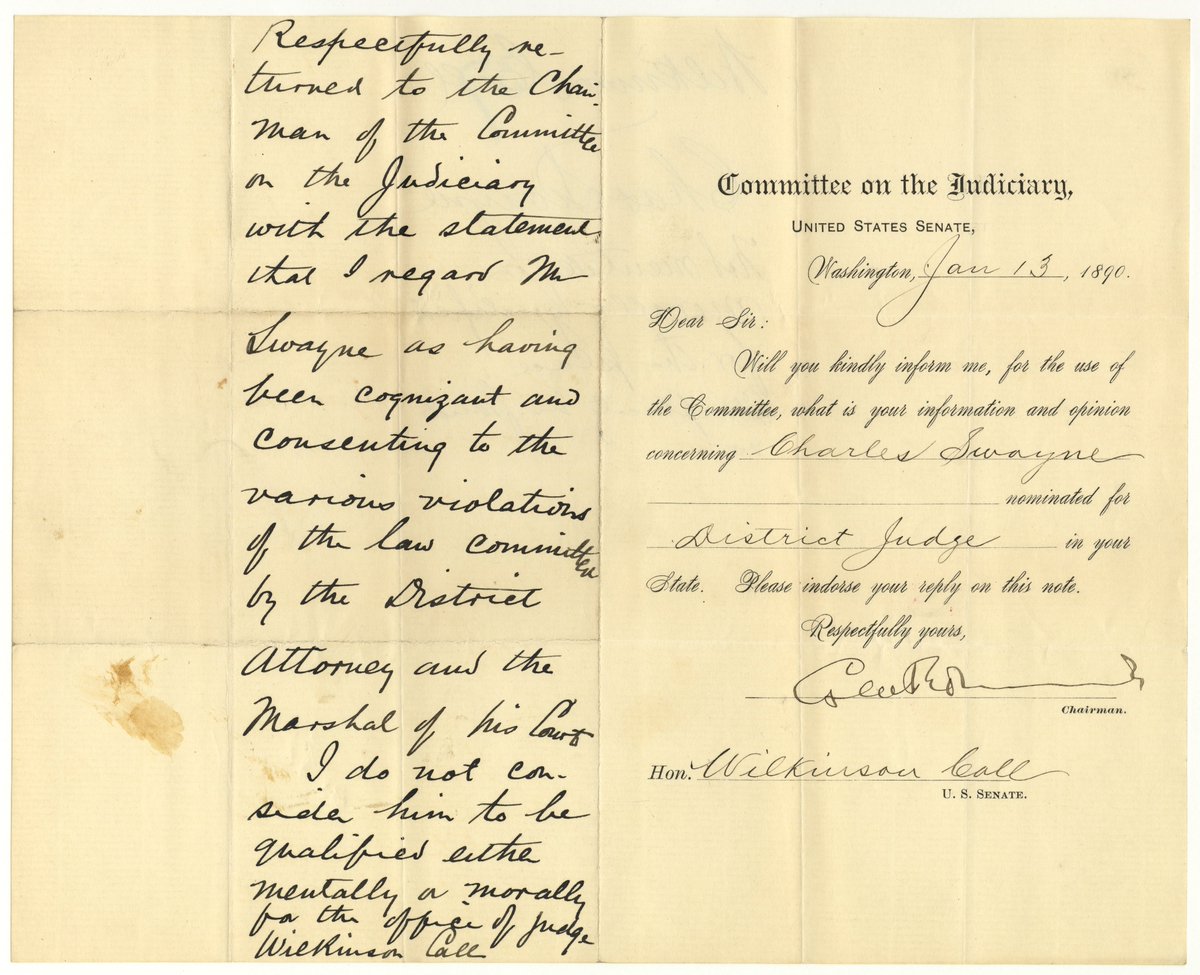 Respectfully re-
turned to the Chair-
man of the Committee
on the Judiciary
with the statement
that I regard Mr
Swayne as having
been cognizant and
consenting to the
various violations
of the law committed
by the District
Attorney and the
Marshal of his Court
I do not con-
sider him to be
qualified either
mentally or morally
for the office of Judge
Wilkinson Call
Committee on the Judiciary,
UNITED STATES SENATE,
Washington, Jan 13, 1890.
Dear Sir:
Will you kindly inform me, for the use of
the Committee, what is your information and opinion
concerning Charles Swayne
nominated for
District Judge in your
State. Please indorse your reply on this note.
Respectfully yours,
Chairman.
Hon. Wilkinson Call
U. S. SENATE.